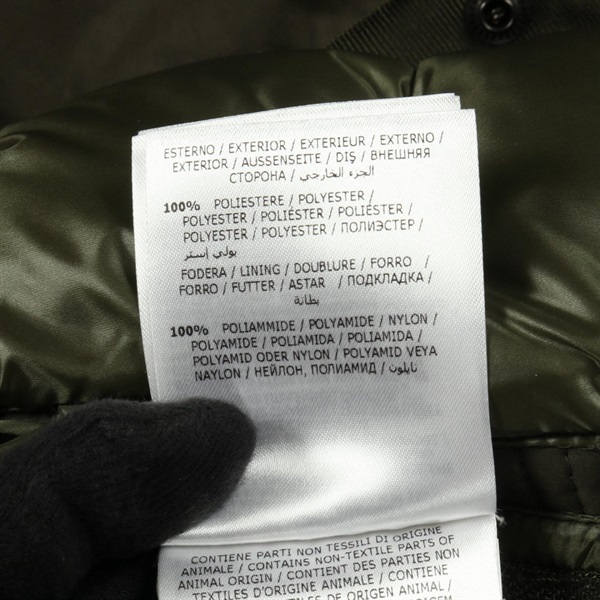 ESTERNO / EXTERIOR / EXTERIEUR / EXTERNO /
EXTERIOR / AUSSENSEITE / DIŞ / ВНЕШНЯЯ
СТОРОНА / الجزء الخارجي
100% POLIESTERE / POLYESTER /
POLYESTER / POLIÉSTER / POLIÉSTER /
POLYESTER / POLYESTER / ПОЛИЭСТЕР /
بولي إستر
FODERA / LINING / DOUBLURE / FORRO /
FORRO / FUTTER / ASTAR / ПОДКЛАДКА /
بطانة
100% POLIAMMIDE / POLYAMIDE / NYLON /
POLYAMIDE / POLIAMIDA / POLIAMIDA /
POLYAMID ODER NYLON / POLYAMID VEYA
NAYLON / НЕЙЛОН, ПОЛИАМИД / نايلون
CONTIENE PARTI NON TESSILI DI ORIGINE
ANIMALE / CONTAINS NON-TEXTILE PARTS OF
ANIMAL ORIGIN / CONTIENT DES PARTIES NON
TEXTILES D'ORIGINE ANIMALE / CONTIENE